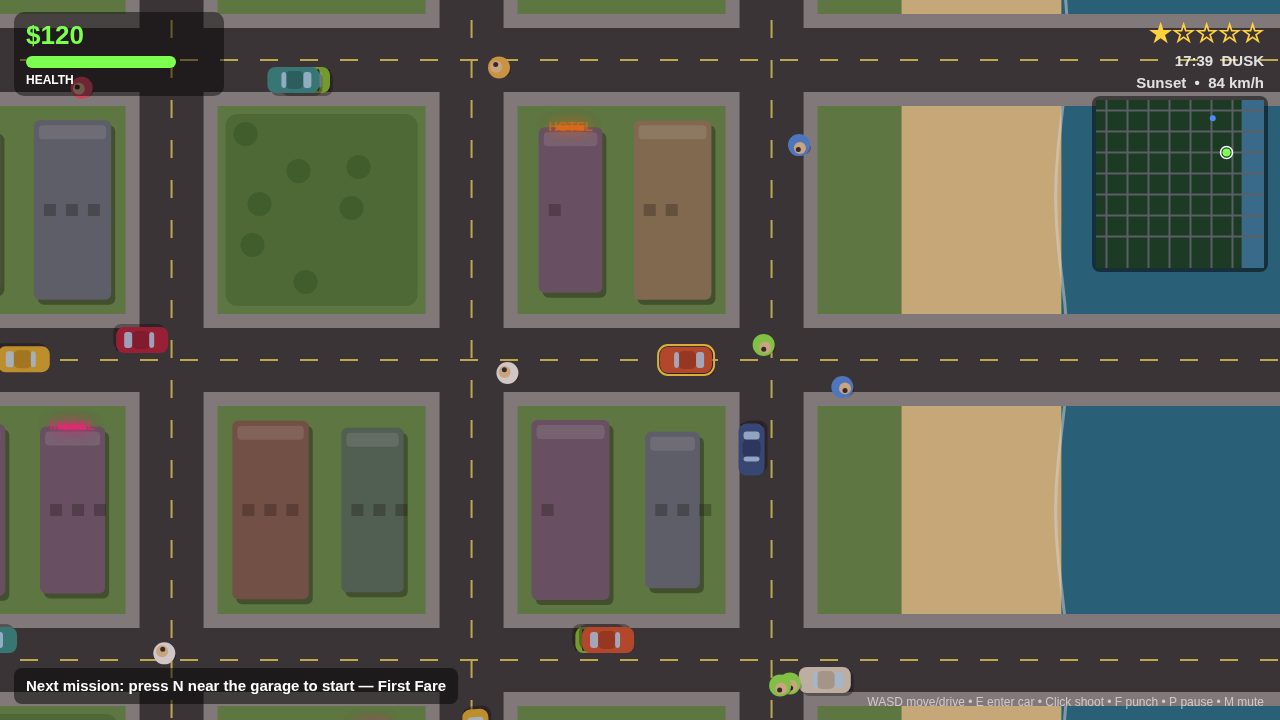 $120
HEALTH
★☆☆☆☆
17:39 DUSK
Sunset • 84 km/h
HOTEL
Next mission: press N near the garage to start — First Fare
WASD move/drive • E enter car • Click shoot • F punch • P pause • M mute